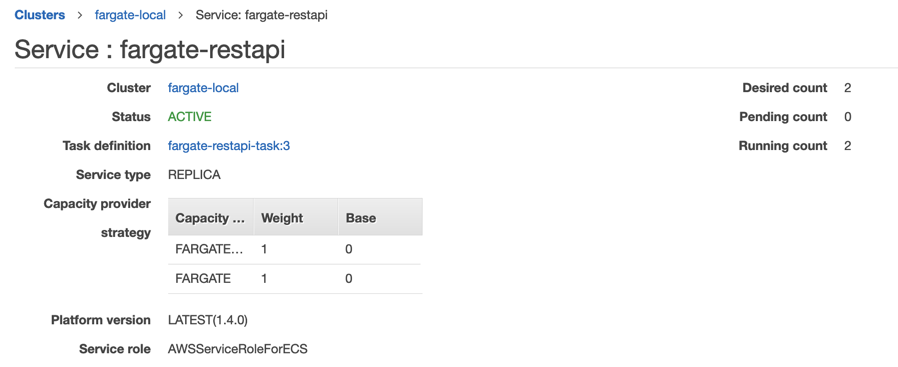 Clusters > fargate-local > Service: fargate-restapi
Service : fargate-restapi
Cluster fargate-local Desired count 2
Status ACTIVE Pending count 0
Task definition fargate-restapi-task:3 Running count 2
Service type REPLICA
Capacity provider strategy
Capacity ... Weight Base
FARGATE... 1 0
FARGATE 1 0
Platform version LATEST(1.4.0)
Service role AWSServiceRoleForECS